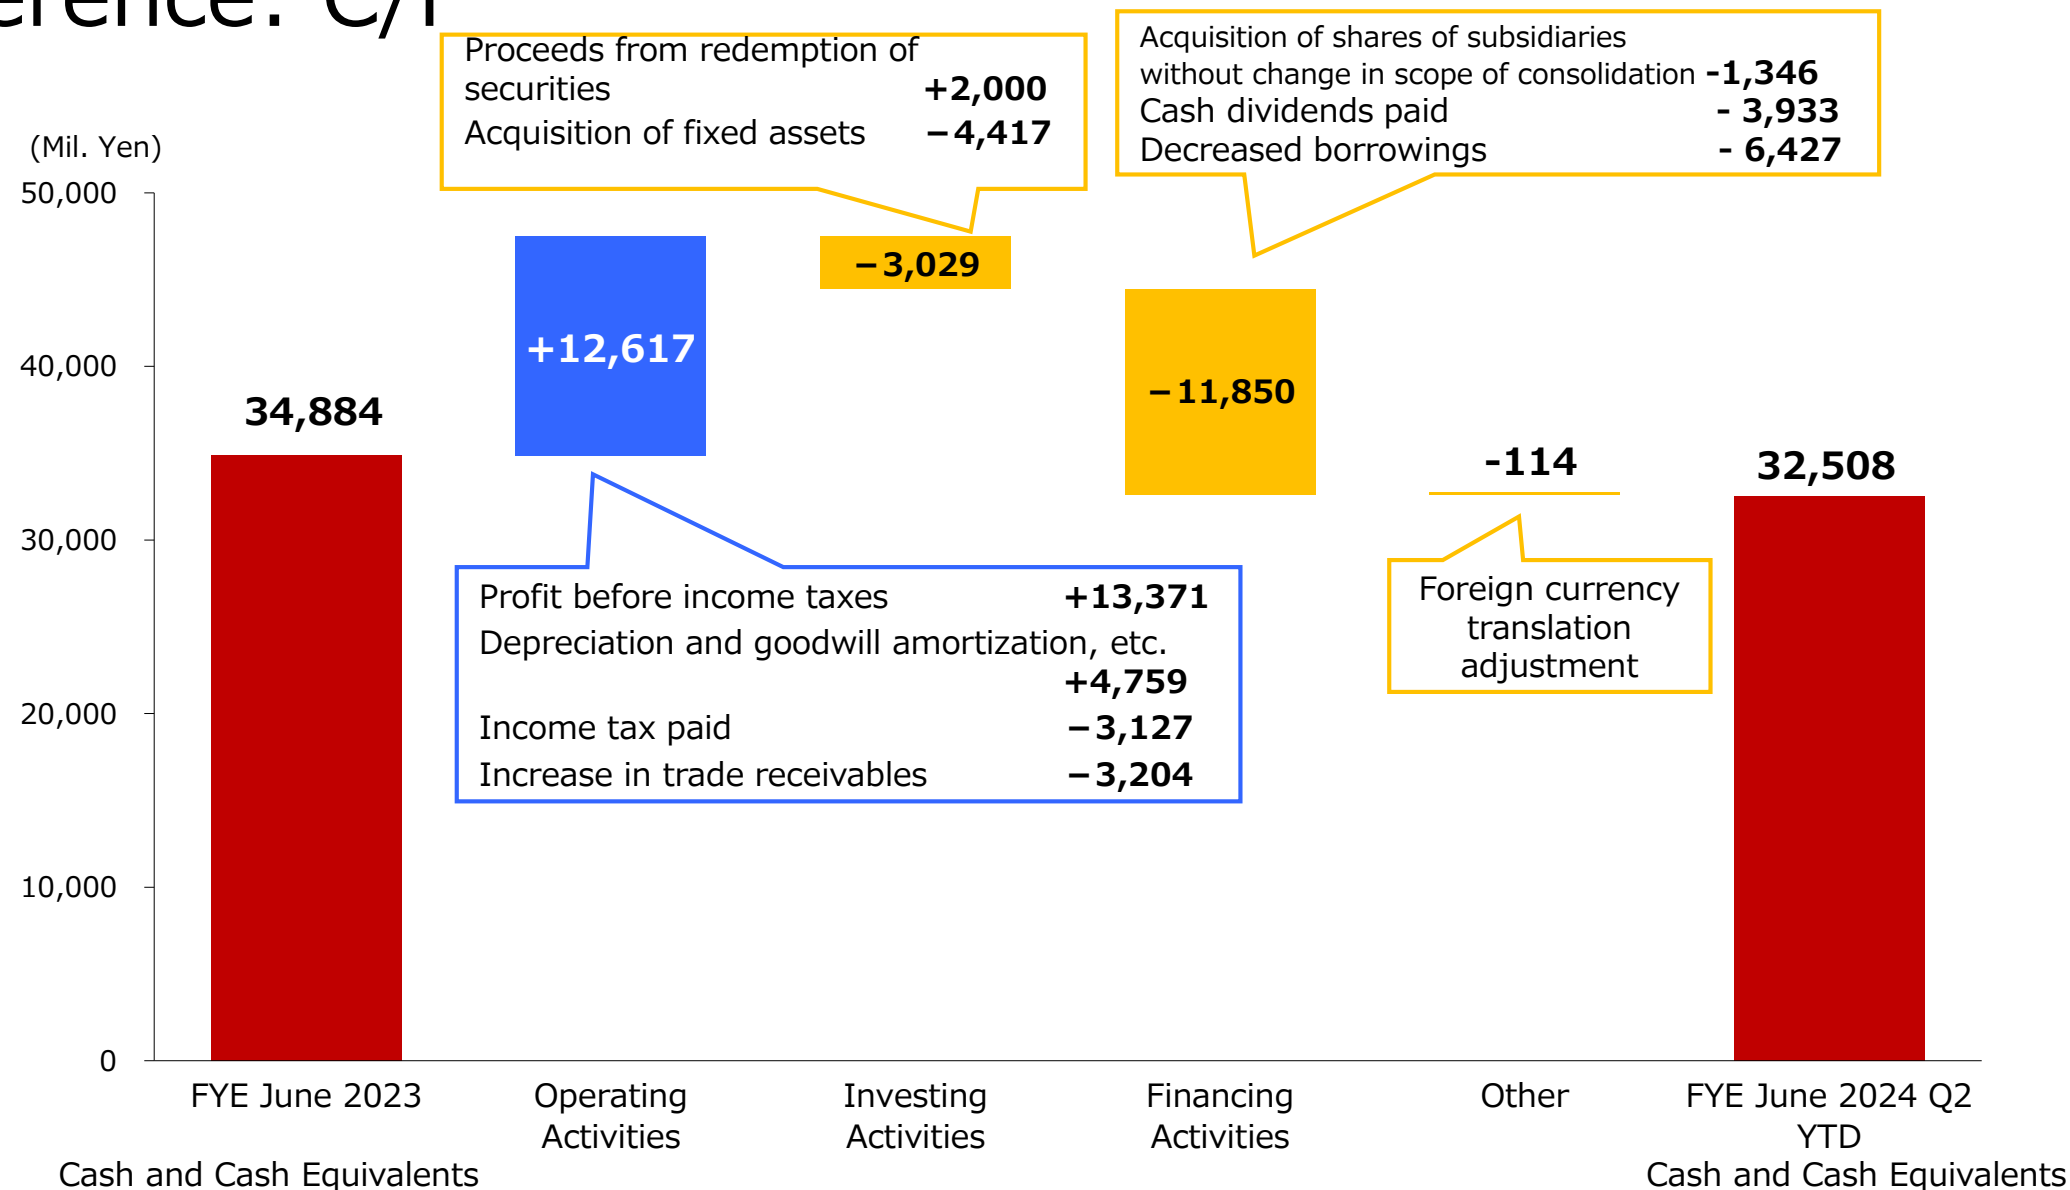 erence: C/F
Proceeds from redemption of
securities +2,000
Acquisition of fixed assets −4,417
Acquisition of shares of subsidiaries
without change in scope of consolidation -1,346
Cash dividends paid - 3,933
Decreased borrowings - 6,427
(Mil. Yen)
50,000
40,000
30,000
20,000
10,000
0
34,884
+12,617
−3,029
−11,850
-114
32,508
Profit before income taxes +13,371
Depreciation and goodwill amortization, etc.
+4,759
Income tax paid −3,127
Increase in trade receivables −3,204
Foreign currency
translation
adjustment
FYE June 2023
Cash and Cash Equivalents
Operating
Activities
Investing
Activities
Financing
Activities
Other
FYE June 2024 Q2
YTD
Cash and Cash Equivalents